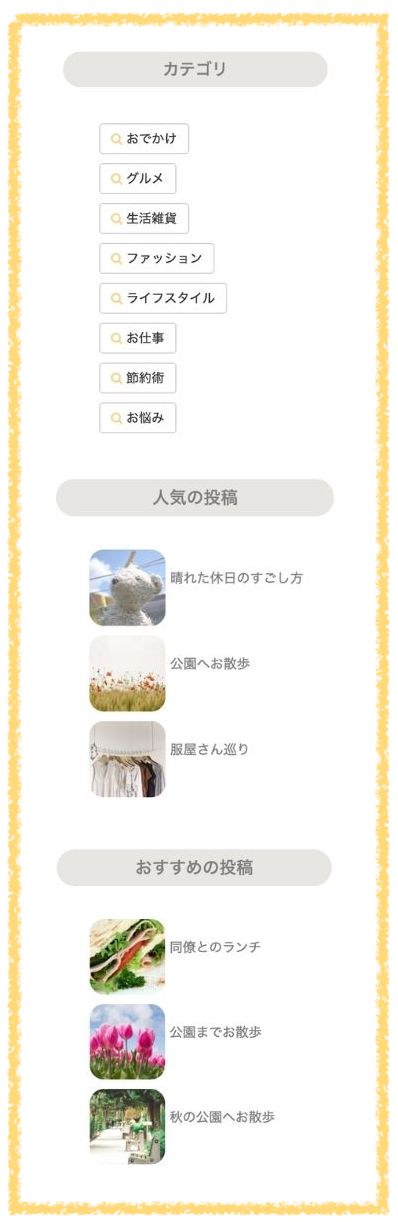 カテゴリ
おでかけ
グルメ
生活雑貨
ファッション
ライフスタイル
お仕事
節約術
お悩み
人気の投稿
晴れた休日のすごし方
公園へお散歩
服屋さん巡り
おすすめの投稿
同僚とのランチ
公園までお散歩
秋の公園へお散歩